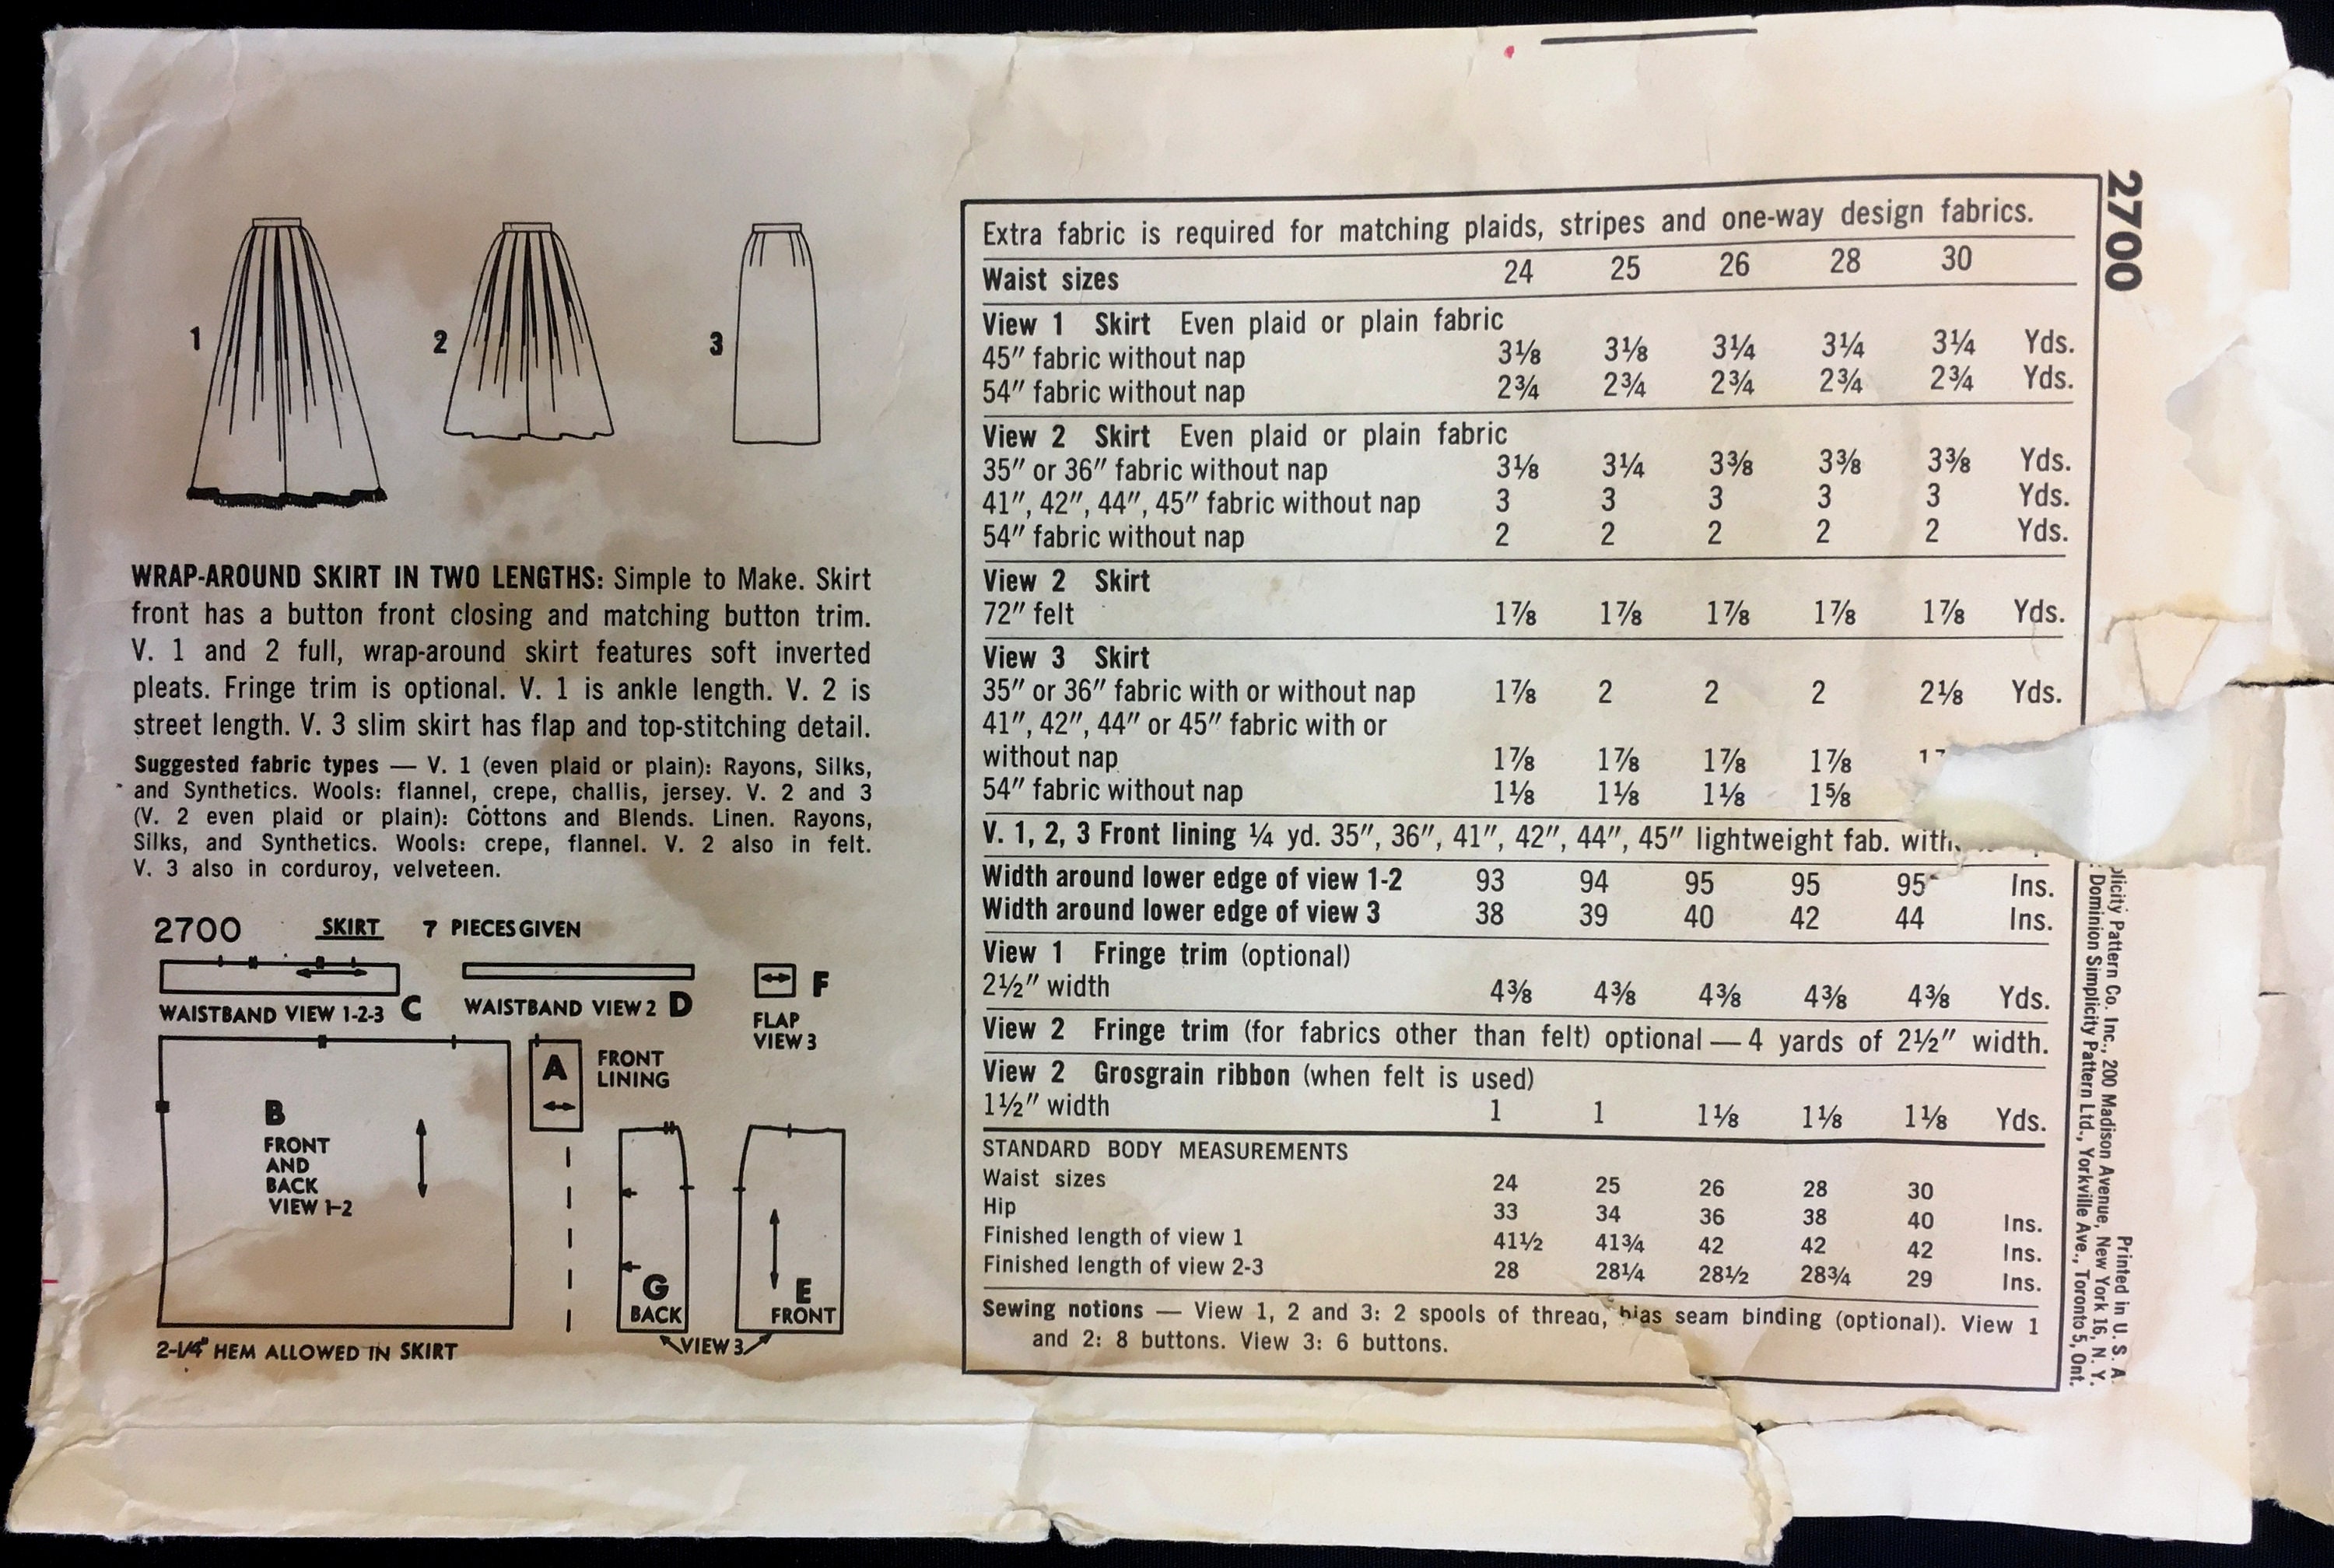 1
2
3
WRAP-AROUND SKIRT IN TWO LENGTHS: Simple to Make. Skirt
front has a button front closing and matching button trim.
V. 1 and 2 full, wrap-around skirt features soft inverted
pleats. Fringe trim is optional. V. 1 is ankle length. V. 2 is
street length. V. 3 slim skirt has flap and top-stitching detail.
Suggested fabric types — V. 1 (even plaid or plain): Rayons, Silks,
and Synthetics. Wools: flannel, crepe, challis, jersey. V. 2 and 3
(V. 2 even plaid or plain): Cottons and Blends. Linen. Rayons,
Silks, and Synthetics. Wools: crepe, flannel. V. 2 also in felt.
V. 3 also in corduroy, velveteen.
2700 SKIRT 7 PIECES GIVEN
WAISTBAND VIEW 1-2-3 C
WAISTBAND VIEW 2 D
F
FLAP
VIEW 3
A
FRONT
LINING
B
FRONT
AND
BACK
VIEW 1-2
G
BACK
E
FRONT
VIEW 3
2-1/4" HEM ALLOWED IN SKIRT
Extra fabric is required for matching plaids, stripes and one-way design fabrics.
Waist sizes 24 25 26 28 30
View 1 Skirt Even plaid or plain fabric
45" fabric without nap 3⅛ 3⅛ 3¼ 3¼ 3¼ Yds.
54" fabric without nap 2¾ 2¾ 2¾ 2¾ 2¾ Yds.
View 2 Skirt Even plaid or plain fabric
35" or 36" fabric without nap 3⅛ 3¼ 3⅜ 3⅜ 3⅜ Yds.
41", 42", 44", 45" fabric without nap 3 3 3 3 3 Yds.
54" fabric without nap 2 2 2 2 2 Yds.
View 2 Skirt
72" felt 1⅞ 1⅞ 1⅞ 1⅞ 1⅞ Yds.
View 3 Skirt
35" or 36" fabric with or without nap 1⅞ 2 2 2 2⅛ Yds.
41", 42", 44" or 45" fabric with or
without nap 1⅞ 1⅞ 1⅞ 1⅞
54" fabric without nap 1⅛ 1⅛ 1⅛ 1⅝
V. 1, 2, 3 Front lining ¼ yd. 35", 36", 41", 42", 44", 45" lightweight fab.
Width around lower edge of view 1-2 93 94 95 95 95 Ins.
Width around lower edge of view 3 38 39 40 42 44 Ins.
View 1 Fringe trim (optional)
2½" width 4⅜ 4⅜ 4⅜ 4⅜ 4⅜ Yds.
View 2 Fringe trim (for fabrics other than felt) optional — 4 yards of 2½" width.
View 2 Grosgrain ribbon (when felt is used)
1½" width 1 1 1⅛ 1⅛ 1⅛ Yds.
STANDARD BODY MEASUREMENTS
Waist sizes 24 25 26 28 30
Hip 33 34 36 38 40 Ins.
Finished length of view 1 41½ 41¾ 42 42 42 Ins.
Finished length of view 2-3 28 28¼ 28½ 28¾ 29 Ins.
Sewing notions — View 1, 2 and 3: 2 spools of thread, bias seam binding (optional). View 1
and 2: 8 buttons. View 3: 6 buttons.
2700
Printed in U. S. A.
plicity Pattern Co. Inc., 200 Madison Avenue, New York 16, N. Y.
Dominion Simplicity Pattern Ltd., Yorkville Ave., Toronto 5, Ont.